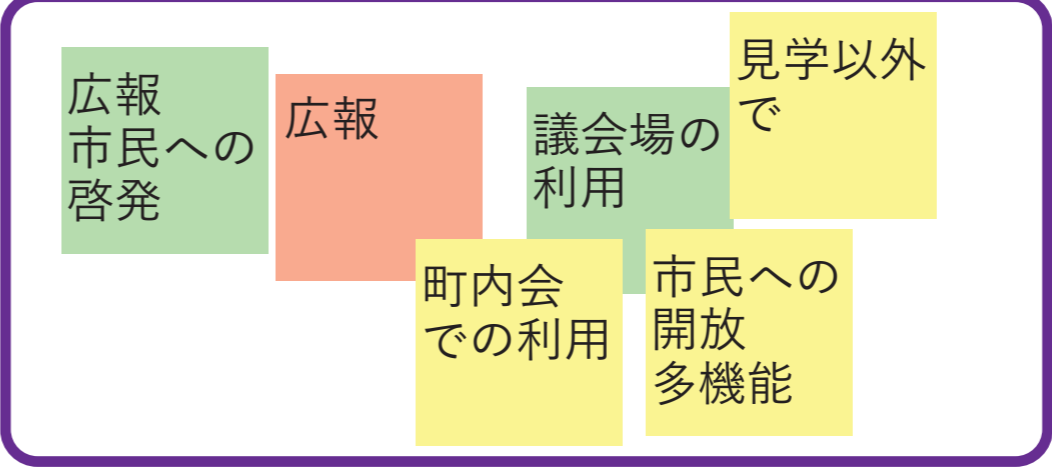 広報
市民への
啓発
広報
議会場の
利用
見学以外
で
町内会
での利用
市民への
開放
多機能